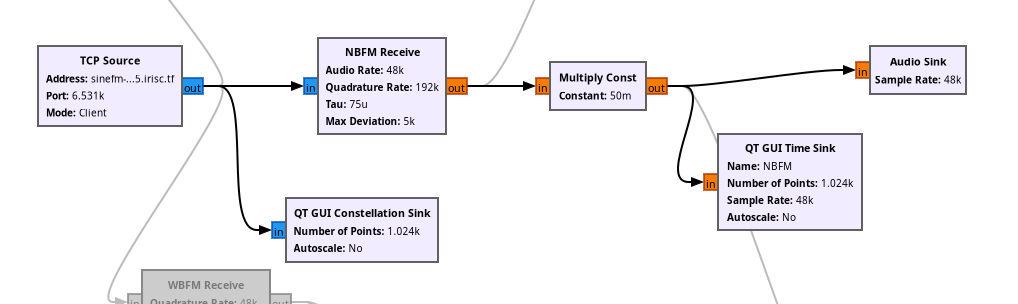 TCP Source
Address: sinefm-...5.irisc.tf
Port: 6.531k
Mode: Client
out
in
NBFM Receive
Audio Rate: 48k
Quadrature Rate: 192k
Tau: 75u
Max Deviation: 5k
out
in
Multiply Const
Constant: 50m
out
in
Audio Sink
Sample Rate: 48k
in
QT GUI Time Sink
Name: NBFM
Number of Points: 1.024k
Sample Rate: 48k
Autoscale: No
in
QT GUI Constellation Sink
Number of Points: 1.024k
Autoscale: No
WBFM Receive
in
Quadrature Rate: 48k
out